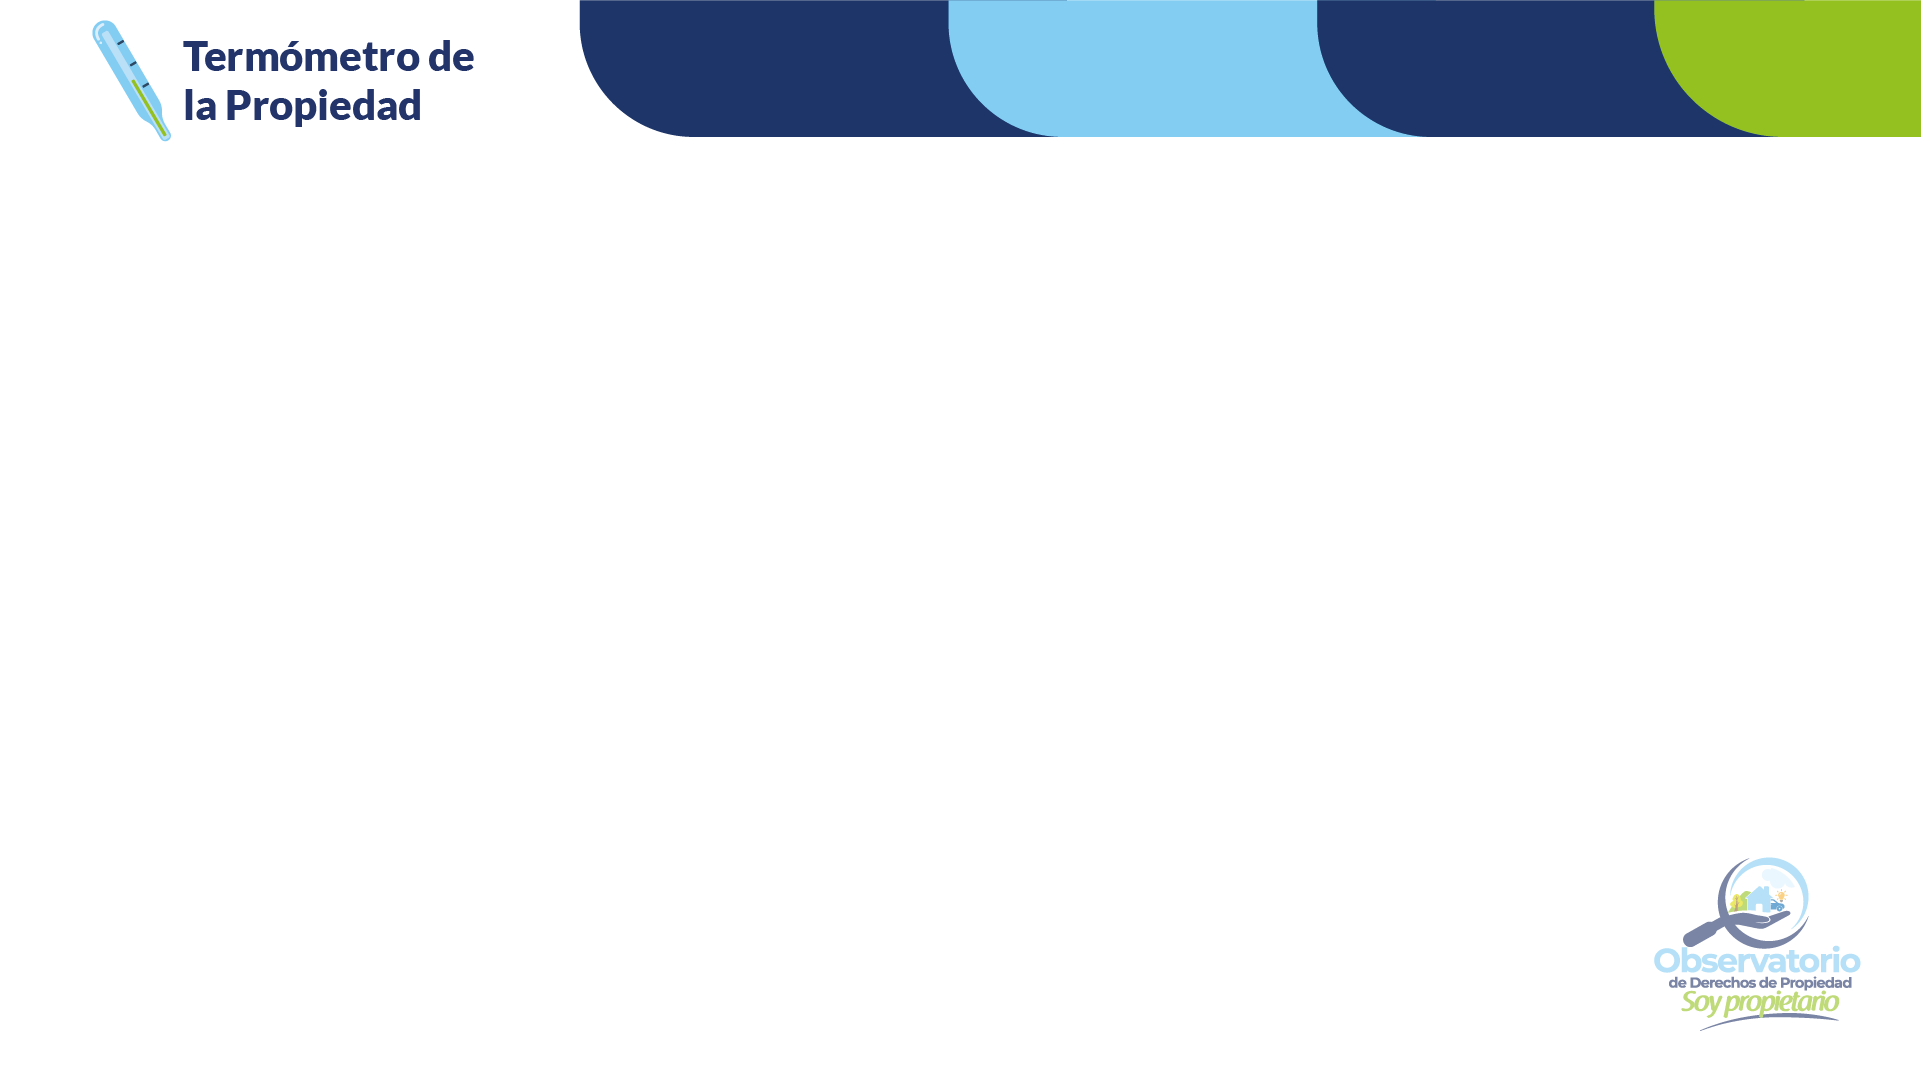 Termómetro de
la Propiedad
Observatorio
de Derechos de Propiedad
Soy propietario